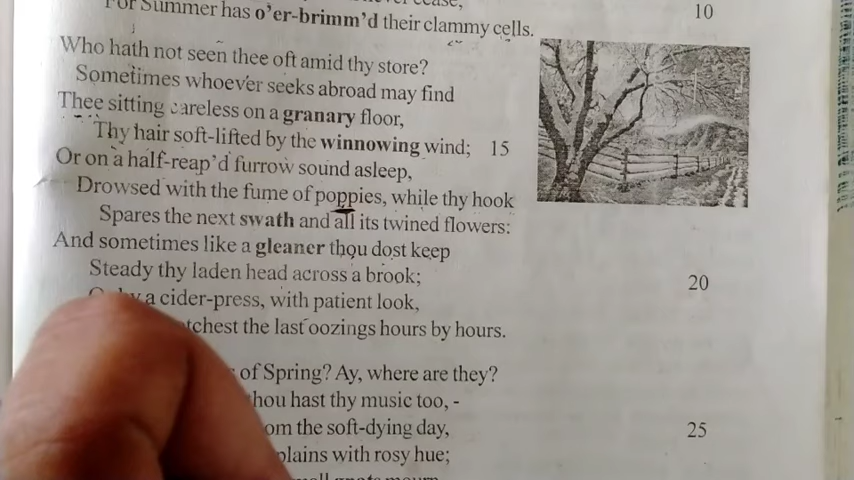 For Summer has o'er-brimm'd their clammy cells.
10
Who hath not seen thee oft amid thy store?
Sometimes whoever seeks abroad may find
Thee sitting careless on a granary floor,
Thy hair soft-lifted by the winnowing wind; 15
Or on a half-reap'd furrow sound asleep,
Drowsed with the fume of poppies, while thy hook
Spares the next swath and all its twined flowers:
And sometimes like a gleaner thou dost keep
Steady thy laden head across a brook;
20
a cider-press, with patient look,
the last oozings hours by hours.
of Spring? Ay, where are they?
hast thy music too, -
the soft-dying day,
25
with rosy hue;